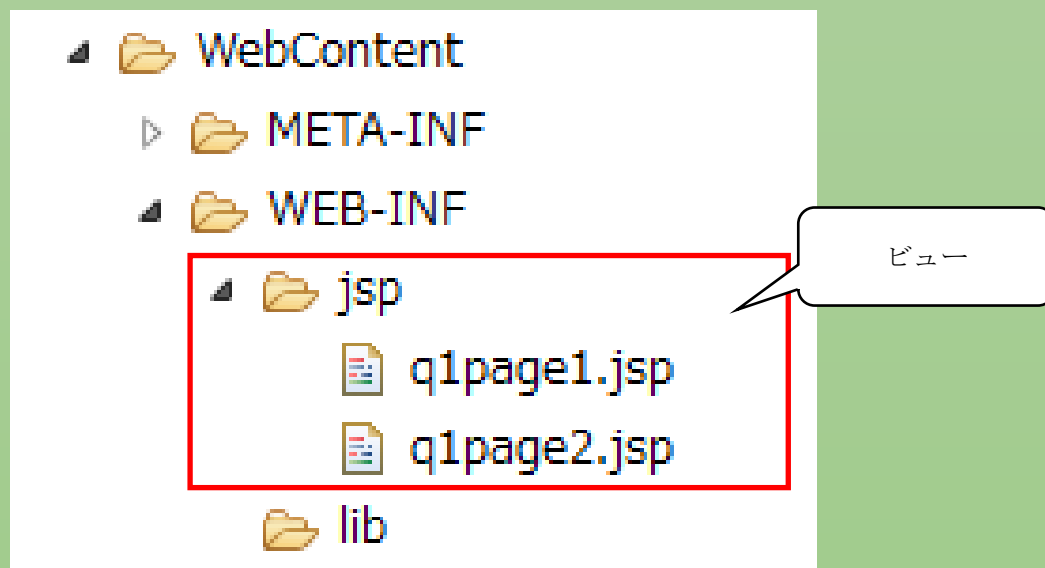 WebContent
META-INF
WEB-INF
ビュー
jsp
q1page1.jsp
q1page2.jsp
lib